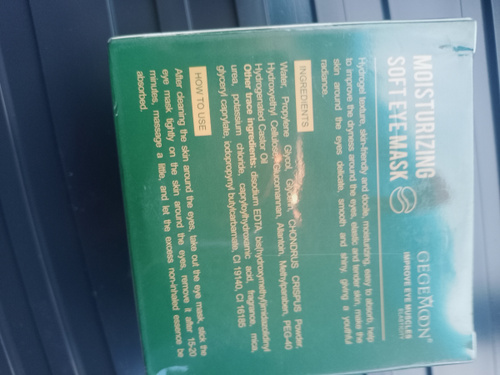 MOISTURIZING
SOFT EYE MASK
GEGEMOON
IMPROVE EYE MUSCLES
ELASTICITY
Hydrogel texture, skin-friendly and docile, moisturizing, easy to absorb, help
to improve the dryness around the eyes, elastic and tender skin, make the
skin around the eyes delicate, smooth and shiny, giving a youthful
radiance.
INGREDIENTS
Water, Propylene Glycol, Glycerin, CHONDRUS CRISPUS Powder,
Hydroxyethyl Cellulose, Glucomannan, Allantoin, Methylparaben, PEG-40
Hydrogenated Castor Oil
Other trace ingredients: disodium EDTA, bis(hydroxymethyl)imidazolidinyl
urea, potassium chloride, capryloylhydroxamic acid, fragrance, mica,
glyceryl caprylate, iodopropynyl butylcarbamate, CI 19140, CI 16185
HOW TO USE
After cleaning the skin around the eyes, take out the eye mask, stick the
eye mask tightly on the skin around the eyes, remove it after 15-20
minutes, massage a little, and let the excess non-inhaled essence be
absorbed.